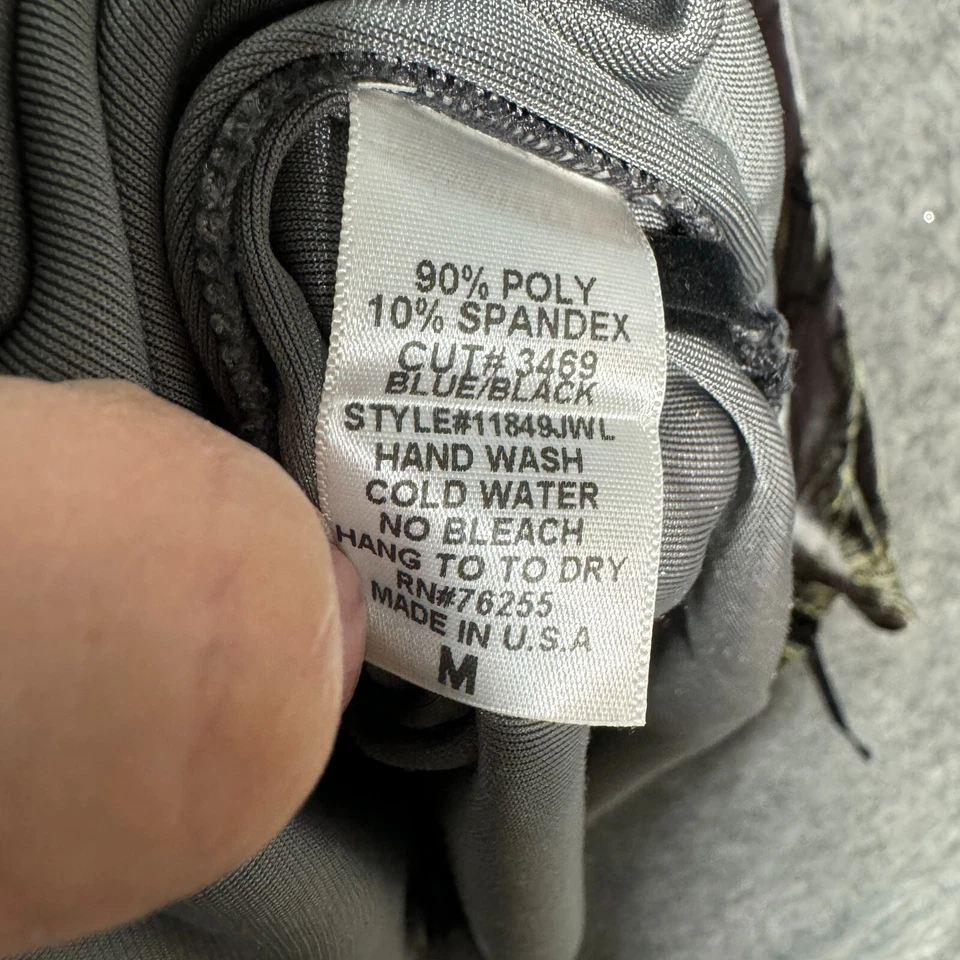 90% POLY
10% SPANDEX
CUT# 3469
BLUE/BLACK
STYLE#11849JWL
HAND WASH
COLD WATER
NO BLEACH
HANG TO TO DRY
RN#76255
MADE IN U.S.A
M